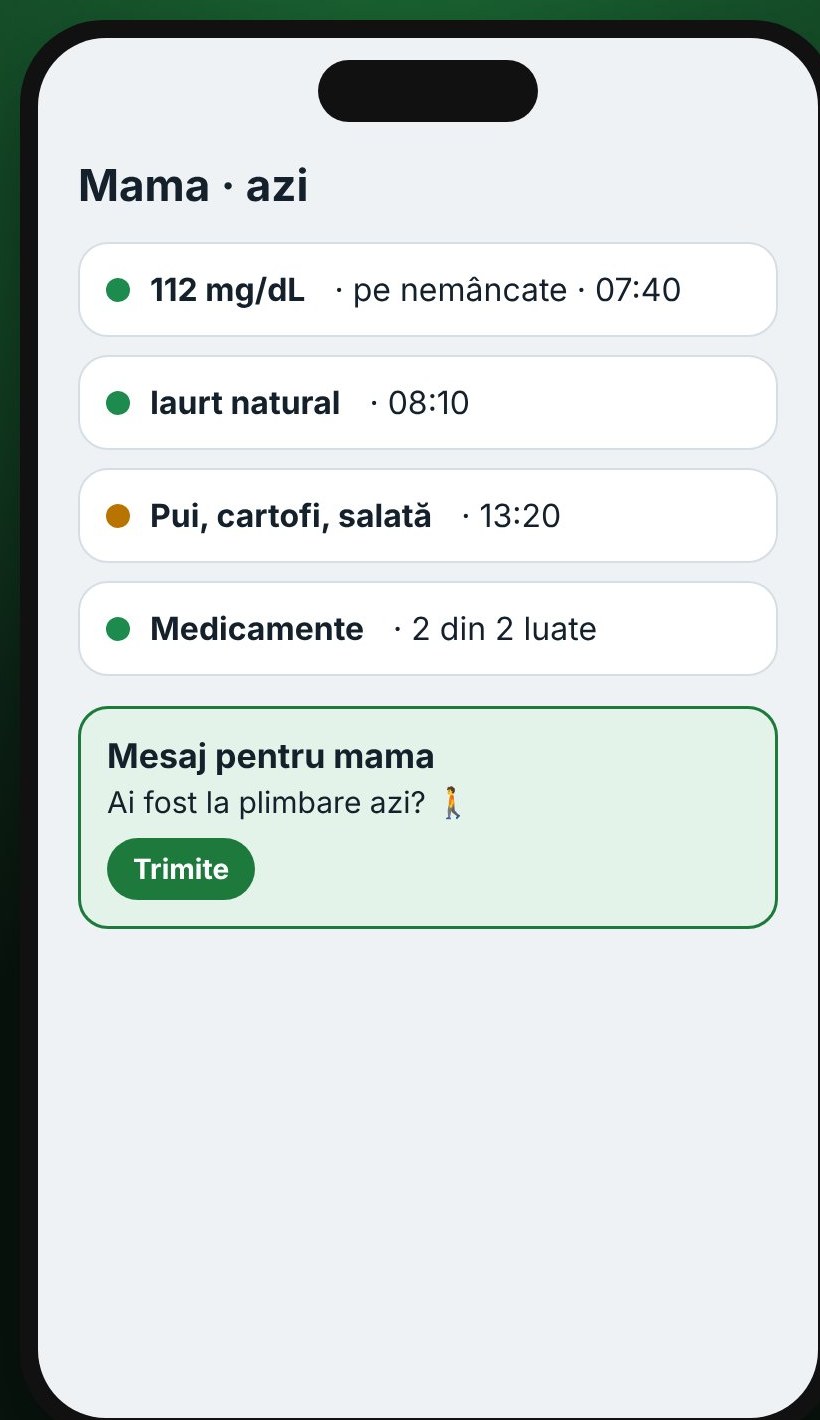 Mama · azi
112 mg/dL · pe nemâncate · 07:40
Iaurt natural · 08:10
Pui, cartofi, salată · 13:20
Medicamente · 2 din 2 luate
Mesaj pentru mama
Ai fost la plimbare azi? 🚶
Trimite